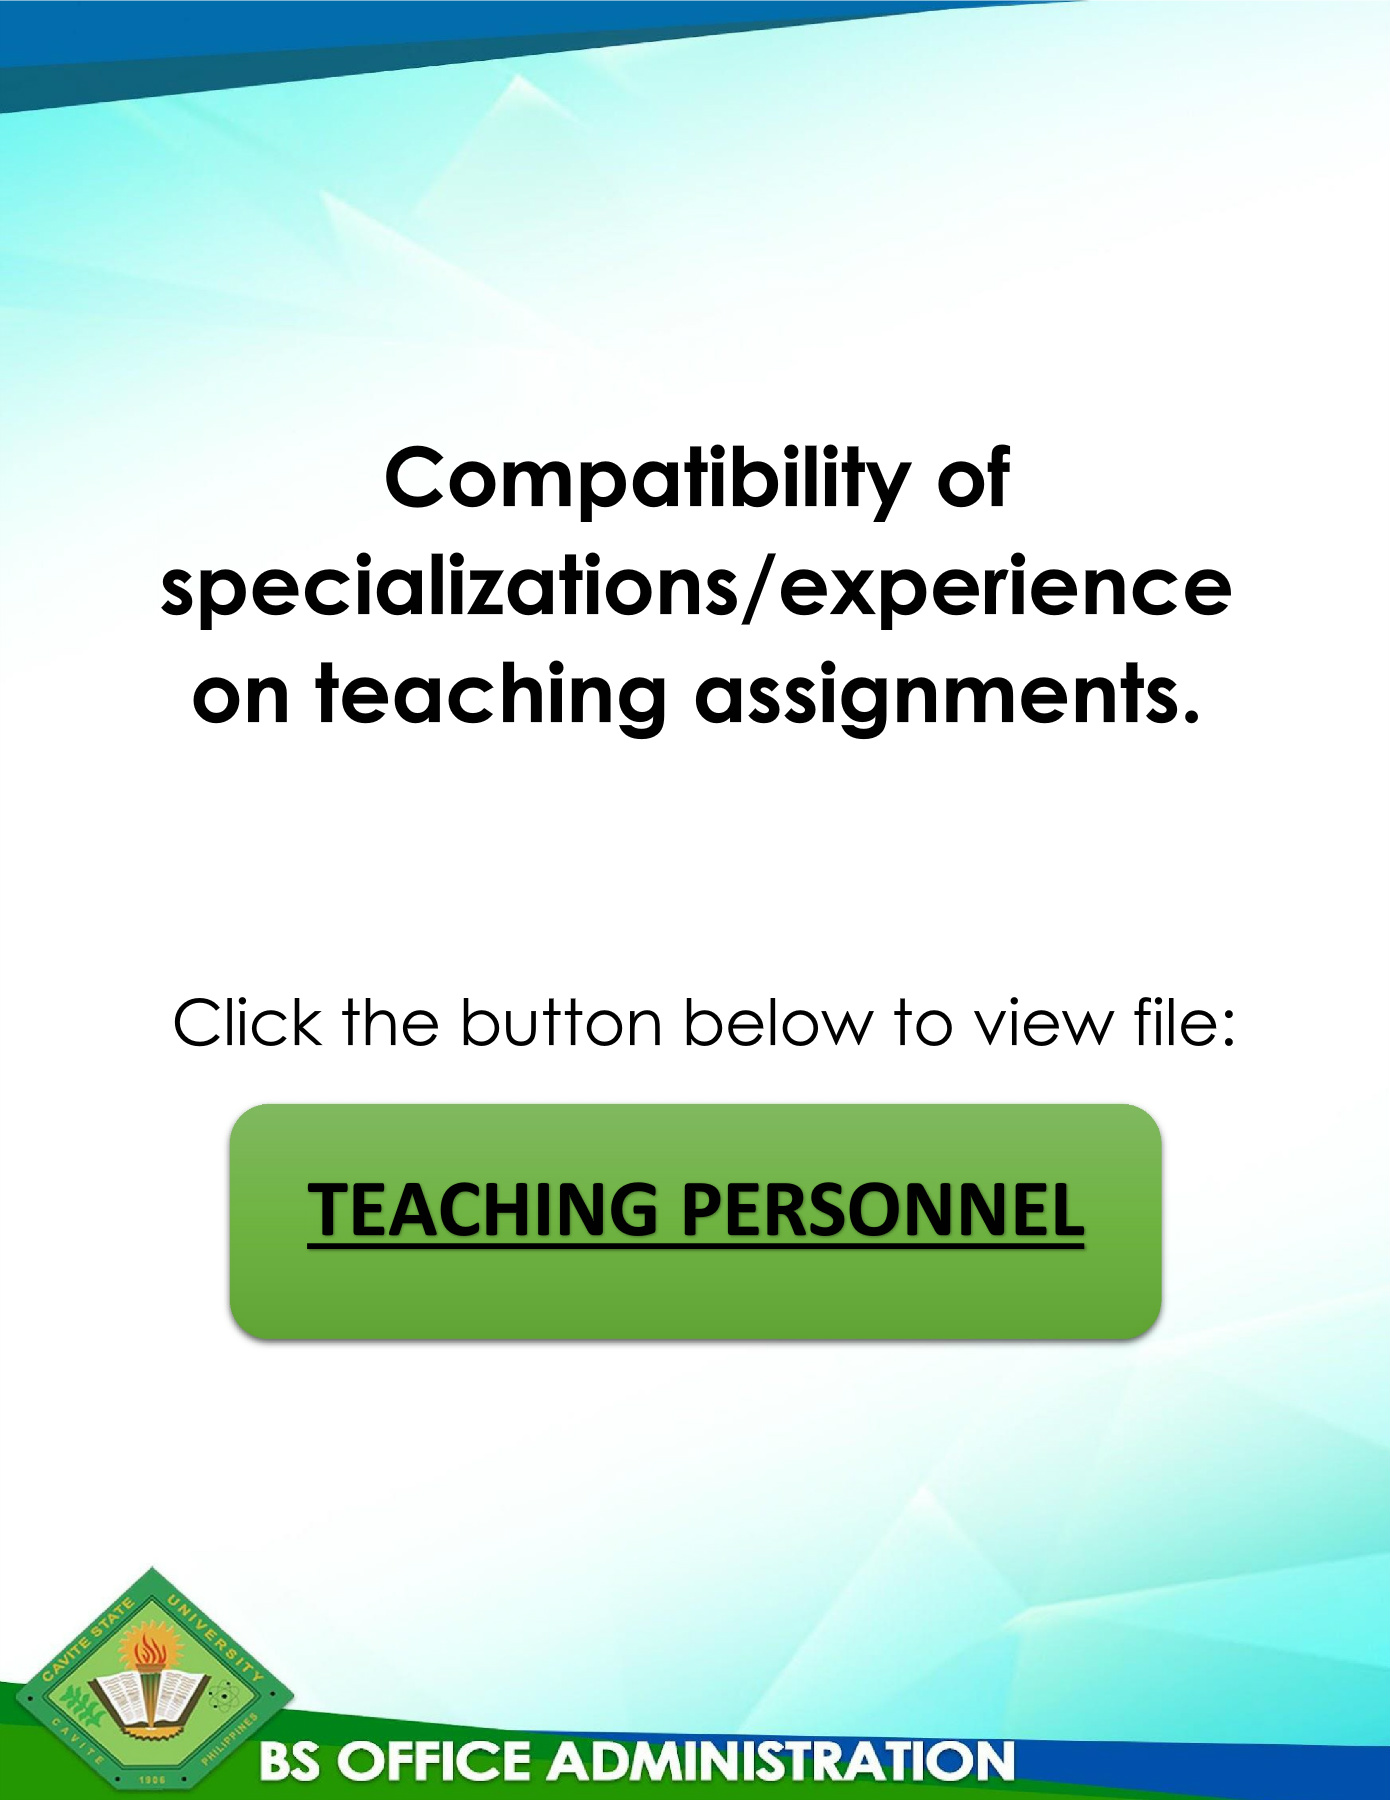 Compatibility of
specializations/experience
on teaching assignments.
Click the button below to view file:
TEACHING PERSONNEL
CAVITE STATE UNIVERSITY
CAVITE
PHILIPPINES
1906
BS OFFICE ADMINISTRATION